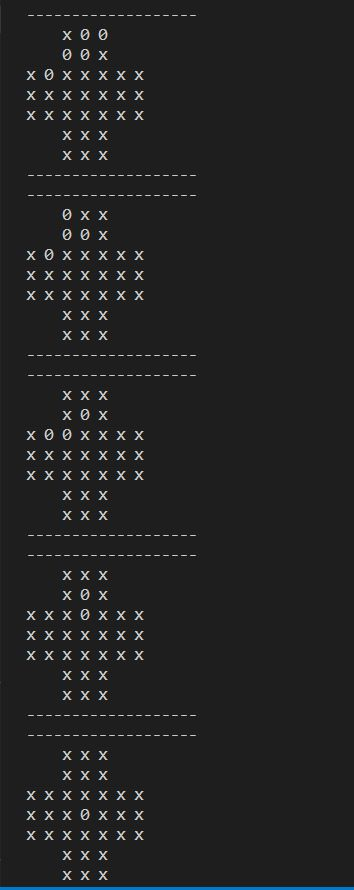 -------------------
    x 0 0
    0 0 x
x 0 x x x x x
x x x x x x x
x x x x x x x
    x x x
    x x x
-------------------
-------------------
    0 x x
    0 0 x
x 0 x x x x x
x x x x x x x
x x x x x x x
    x x x
    x x x
-------------------
-------------------
    x x x
    x 0 x
x 0 0 x x x x
x x x x x x x
x x x x x x x
    x x x
    x x x
-------------------
-------------------
    x x x
    x 0 x
x x x 0 x x x
x x x x x x x
x x x x x x x
    x x x
    x x x
-------------------
-------------------
    x x x
    x x x
x x x x x x x
x x x 0 x x x
x x x x x x x
    x x x
    x x x